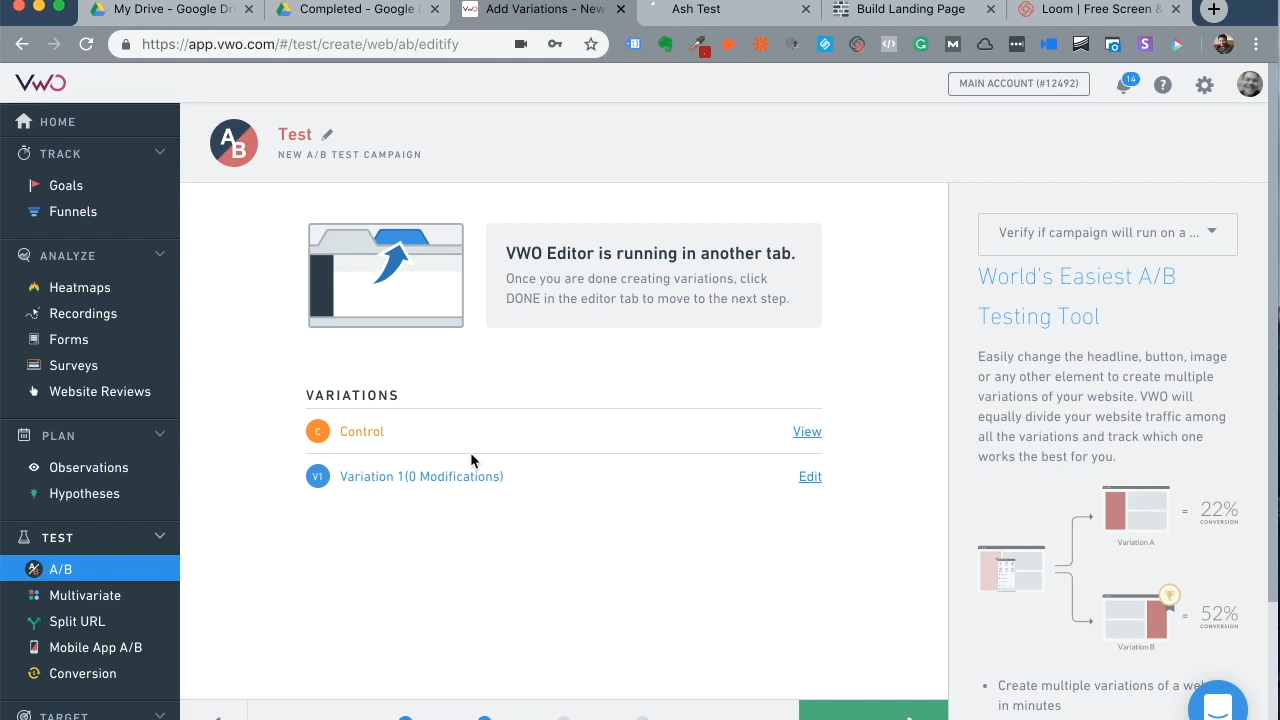 My Drive - Google Dri
Completed - Google
Add Variations - New
Ash Test
Build Landing Page
Loom | Free Screen &
https://app.vwo.com/#/test/create/web/ab/editify
VWO
MAIN ACCOUNT (#12492)
14
HOME
TRACK
Goals
Funnels
ANALYZE
Heatmaps
Recordings
Forms
Surveys
Website Reviews
PLAN
Observations
Hypotheses
TEST
A/B
Multivariate
Split URL
Mobile App A/B
Conversion
TARGET
A
B
Test
NEW A/B TEST CAMPAIGN
VWO Editor is running in another tab.
Once you are done creating variations, click
DONE in the editor tab to move to the next step.
VARIATIONS
C Control View
V1 Variation 1(0 Modifications) Edit
Verify if campaign will run on a ...
World's Easiest A/B
Testing Tool
Easily change the headline, button, image
or any other element to create multiple
variations of your website. VWO will
equally divide your website traffic among
all the variations and track which one
works the best for you.
= 22%
CONVERSION
Variation A
= 52%
CONVERSION
Variation B
• Create multiple variations of a we
in minutes